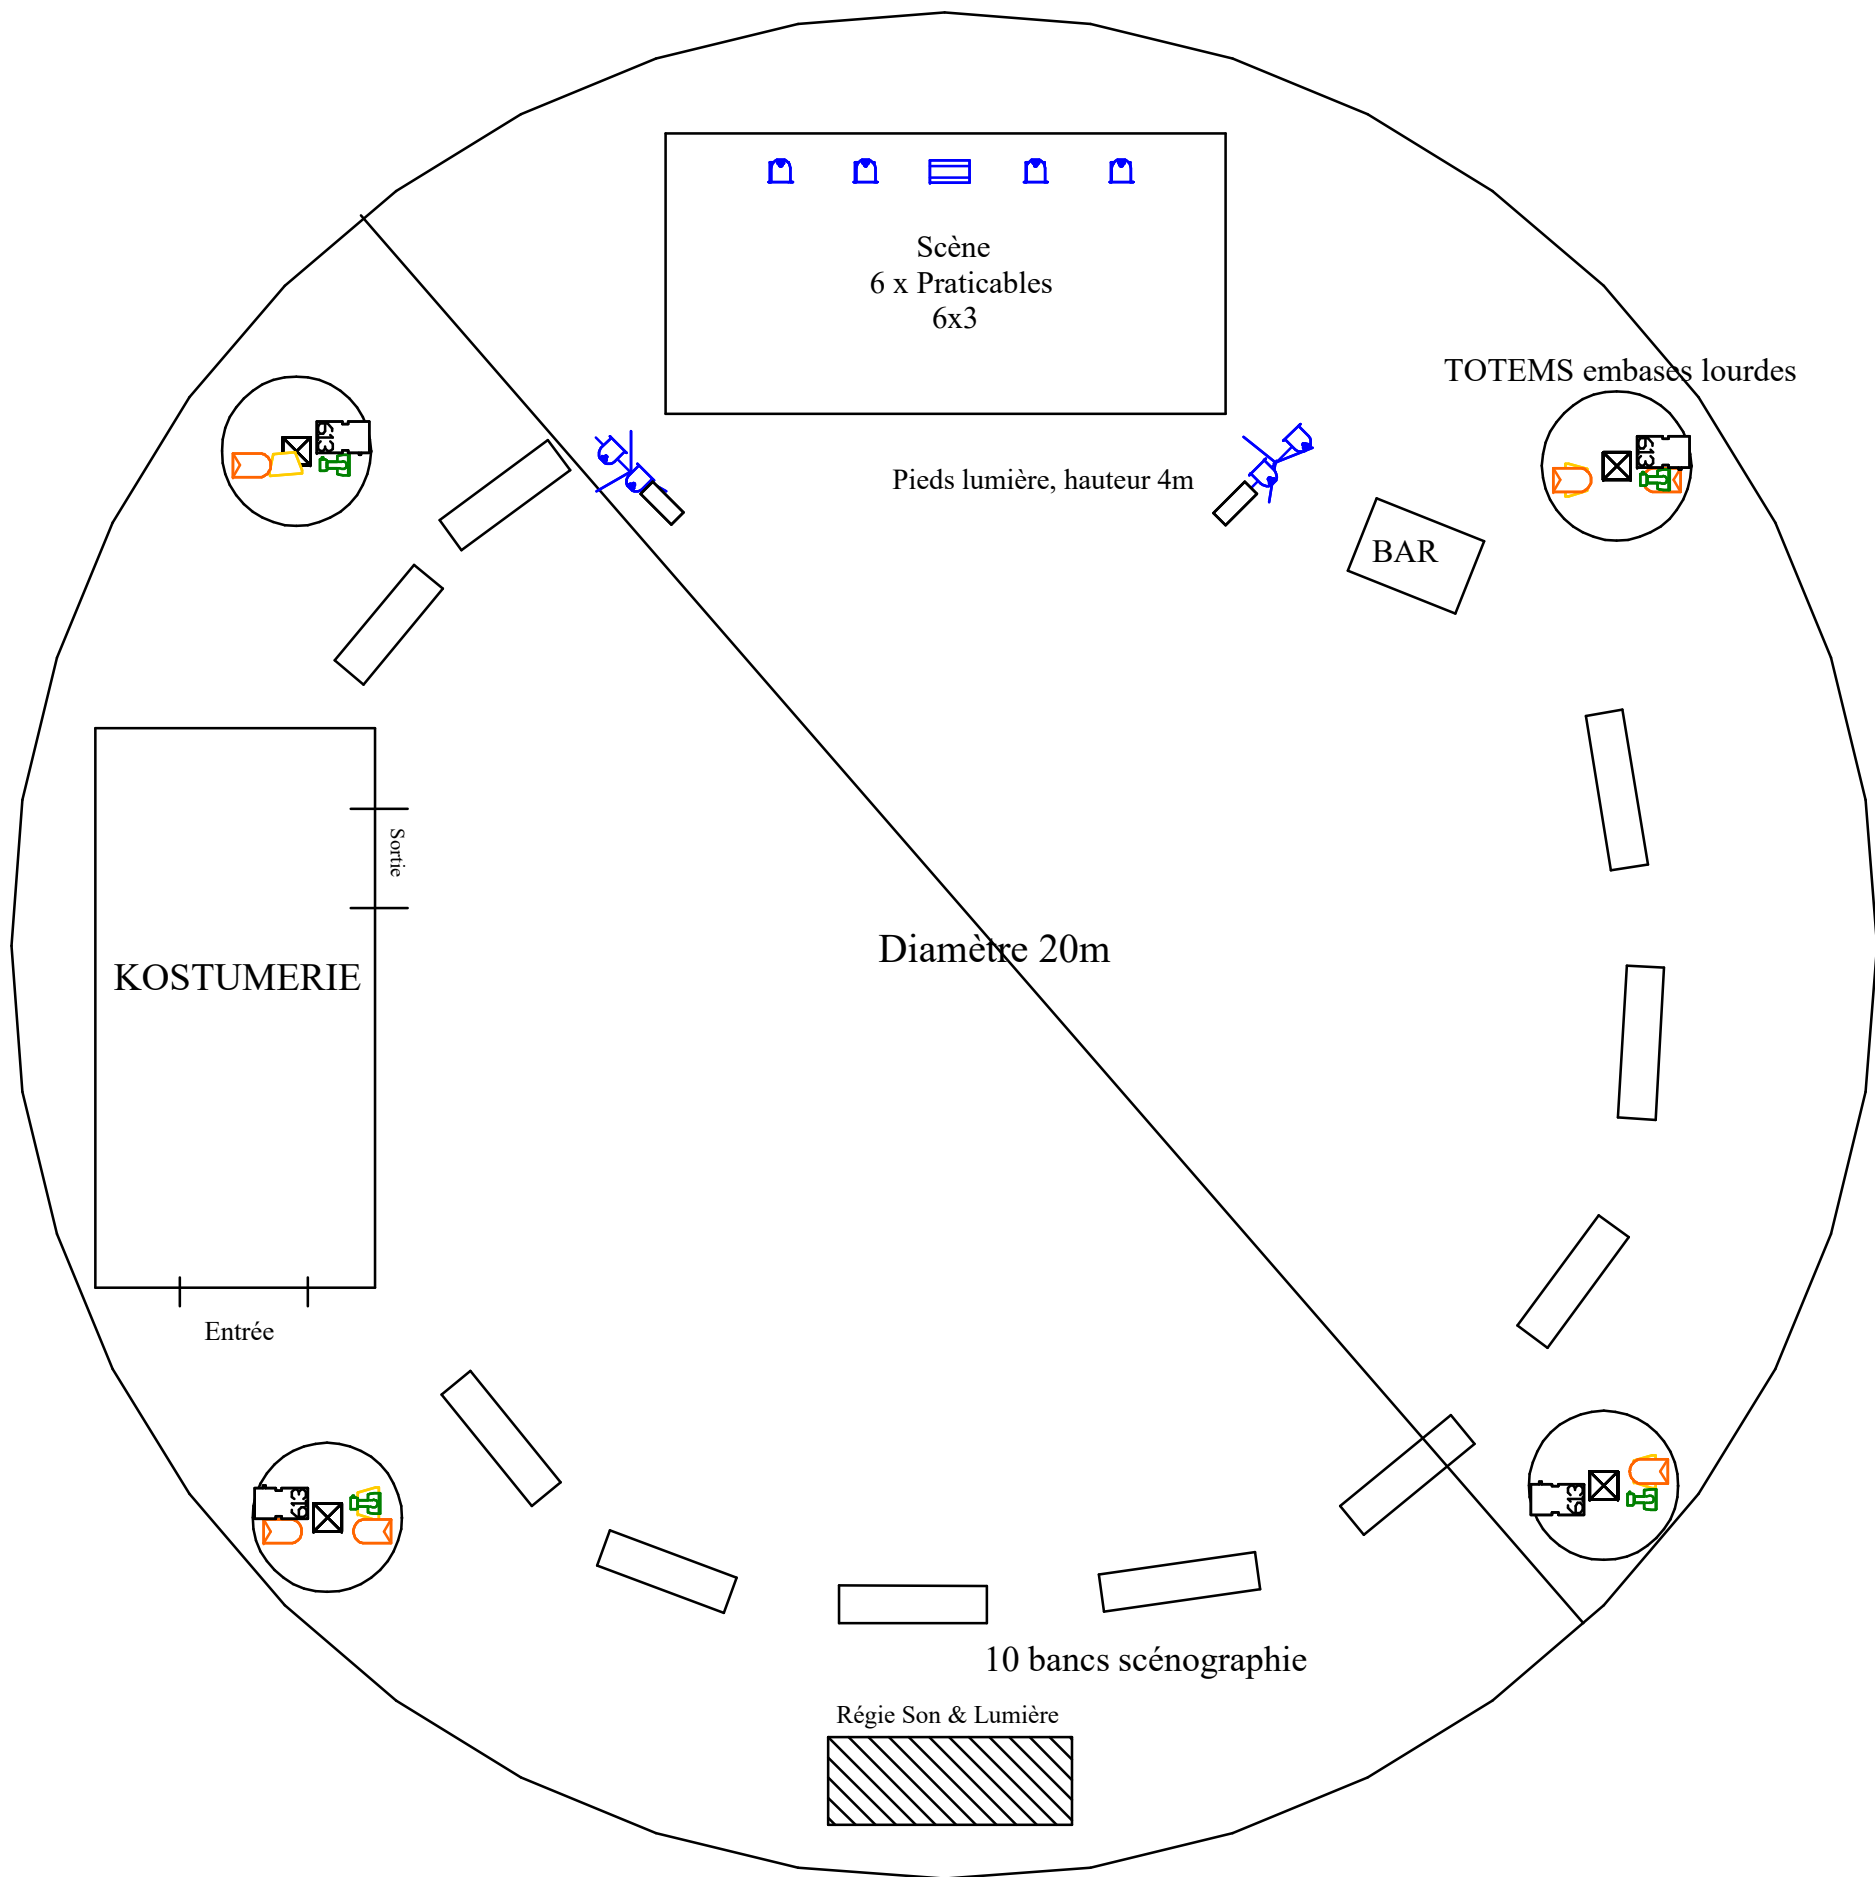 Scène
6 x Praticables
6x3
TOTEMS embases lourdes
613
613
Pieds lumière, hauteur 4m
BAR
Sortie
Diamètre 20m
KOSTUMERIE
Entrée
613
613
10 bancs scénographie
Régie Son & Lumière